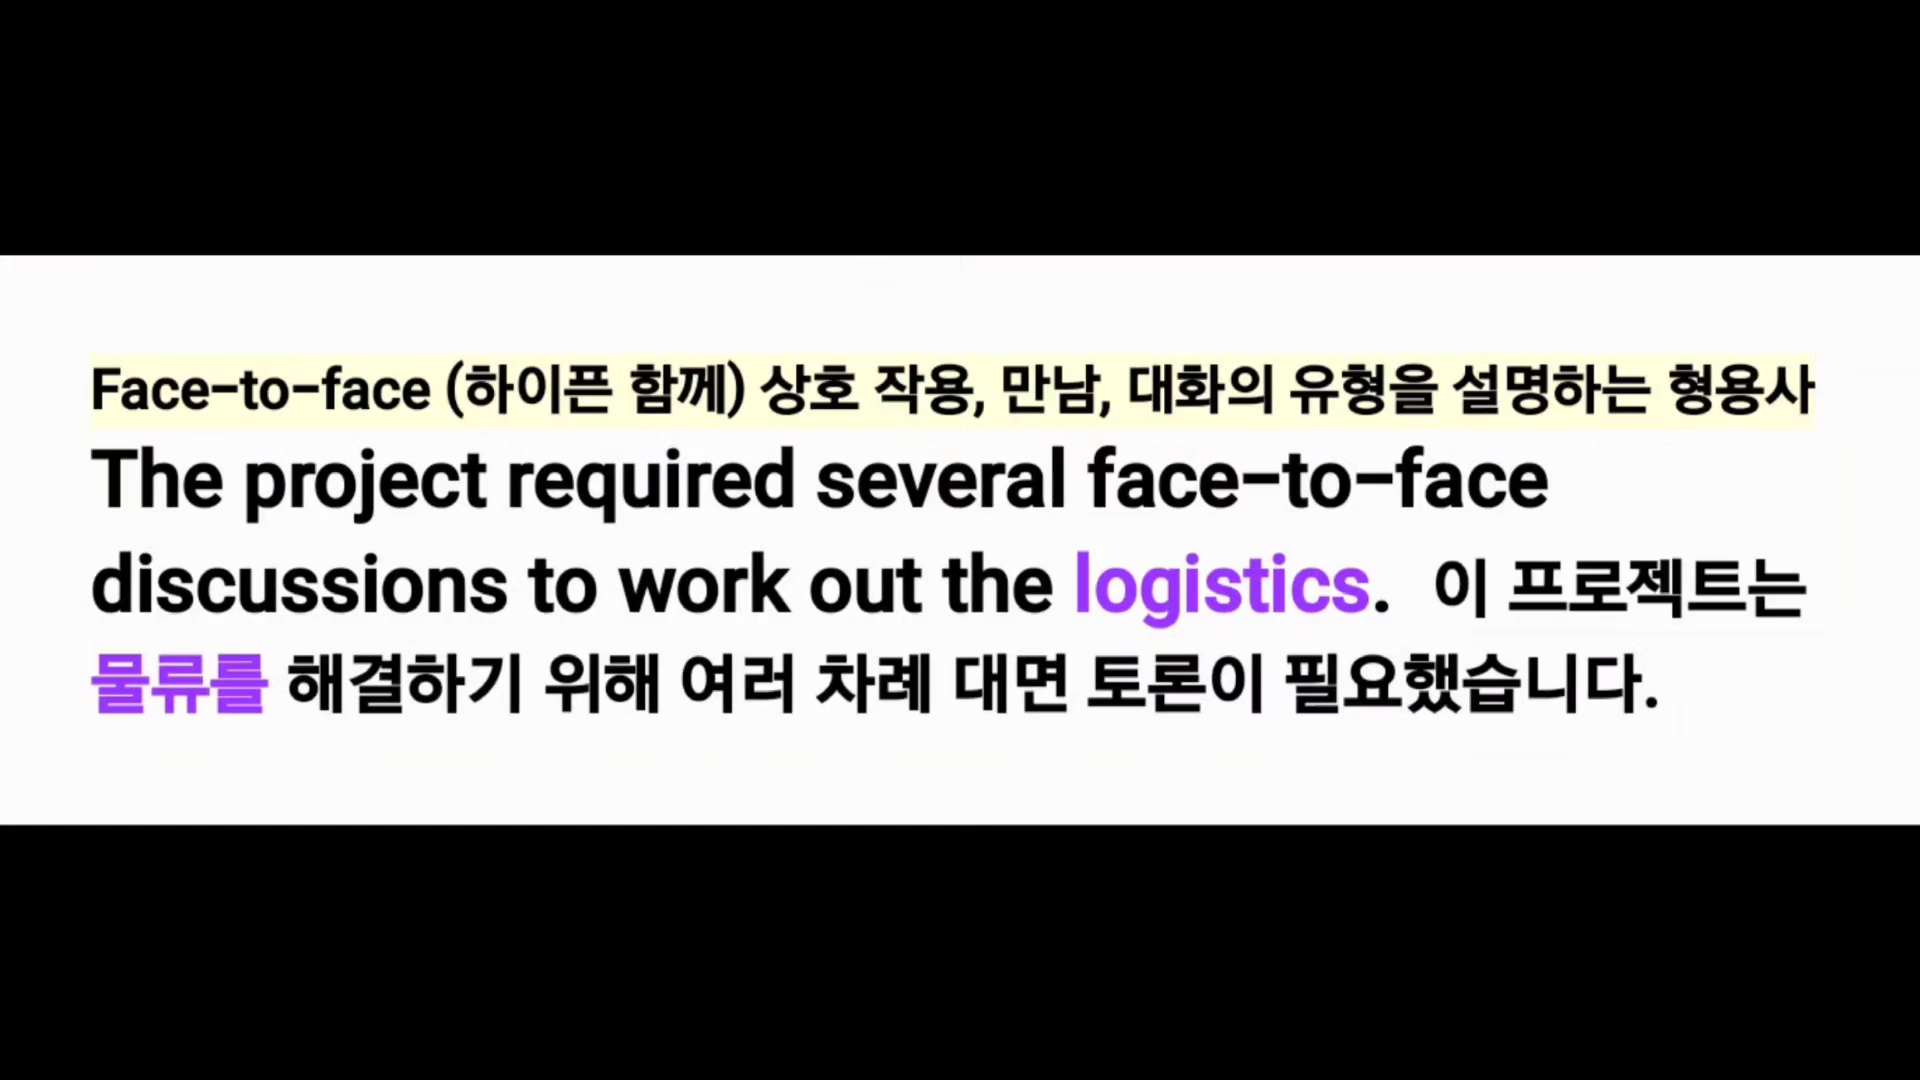 Face-to-face (하이픈 함께) 상호 작용, 만남, 대화의 유형을 설명하는 형용사
The project required several face-to-face
discussions to work out the logistics. 이 프로젝트는
물류를 해결하기 위해 여러 차례 대면 토론이 필요했습니다.